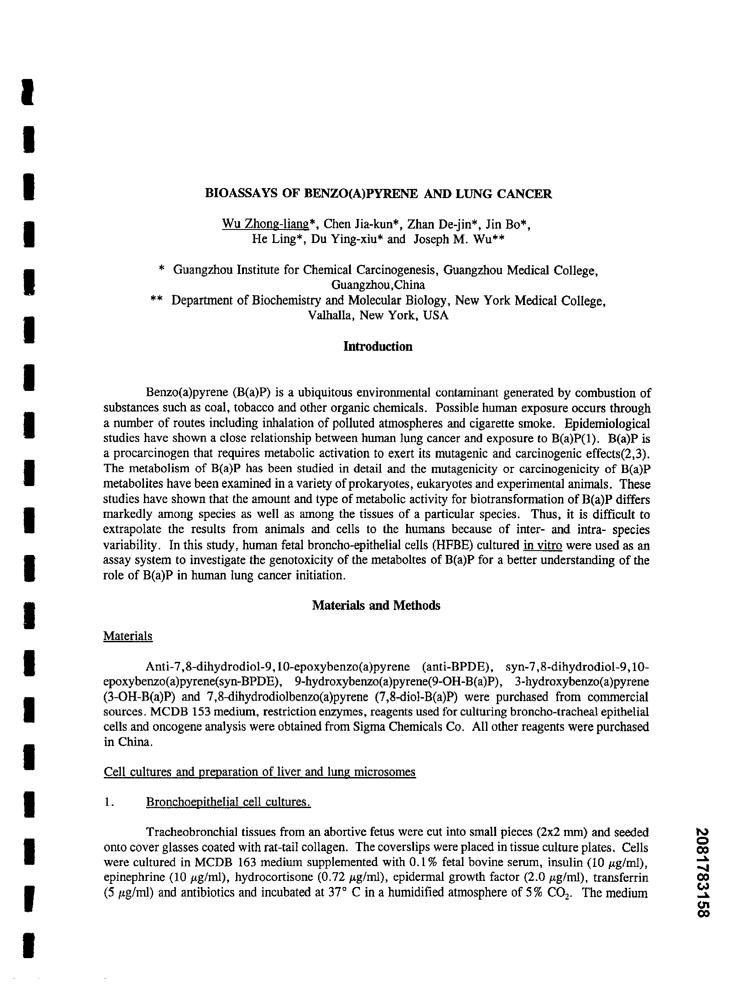 BIOASSAYS OF BENZO(A)PYRENE AND LUNG CANCER
Wu Zhong-liang*, Chen Jia-kun*, Zhan De-jin*, Jin Bo*,
He Ling*, Du Ying-xiu* and Joseph M. Wu**
* Guangzhou Institute for Chemical Carcinogenesis, Guangzhou Medical College,
Guangzhou,China
** Department of Biochemistry and Molecular Biology, New York Medical College,
Valhalla, New York, USA
Introduction
Benzo(a)pyrene (B(a)P) is a ubiquitous environmental contaminant generated by combustion of
substances such as coal, tobacco and other organic chemicals. Possible human exposure occurs through
a number of routes including inhalation of polluted atmospheres and cigarette smoke. Epidemiological
studies have shown a close relationship between human lung cancer and exposure to B(a)P(1). B(a)P is
a procarcinogen that requires metabolic activation to exert its mutagenic and carcinogenic effects(2,3).
The metabolism of B(a)P has been studied in detail and the mutagenicity or carcinogenicity of B(a)P
metabolites have been examined in a variety of prokaryotes, eukaryotes and experimental animals. These
studies have shown that the amount and type of metabolic activity for biotransformation of B(a)P differs
markedly among species as well as among the tissues of a particular species. Thus, it is difficult to
extrapolate the results from animals and cells to the humans because of inter- and intra- species
variability. In this study, human fetal broncho-epithelial cells (HFBE) cultured in vitro were used as an
assay system to investigate the genotoxicity of the metaboltes of B(a)P for a better understanding of the
role of B(a)P in human lung cancer initiation.
Materials and Methods
Materials
Anti-7,8-dihydrodiol-9,10-epoxybenzo(a)pyrene (anti-BPDE), syn-7,8-dihydrodiol-9,10-
epoxybenzo(a)pyrene(syn-BPDE), 9-hydroxybenzo(a)pyrene(9-OH-B(a)P), 3-hydroxybenzo(a)pyrene
(3-OH-B(a)P) and 7,8-dihydrodiolbenzo(a)pyrene (7,8-diol-B(a)P) were purchased from commercial
sources. MCDB 153 medium, restriction enzymes, reagents used for culturing broncho-tracheal epithelial
cells and oncogene analysis were obtained from Sigma Chemicals Co. All other reagents were purchased
in China.
Cell cultures and preparation of liver and lung microsomes
1. Bronchoepithelial cell cultures.
Tracheobronchial tissues from an abortive fetus were cut into small pieces (2x2 mm) and seeded
onto cover glasses coated with rat-tail collagen. The coverslips were placed in tissue culture plates. Cells
were cultured in MCDB 163 medium supplemented with 0.1% fetal bovine serum, insulin (10 µg/ml),
epinephrine (10 µg/ml), hydrocortisone (0.72 µg/ml), epidermal growth factor (2.0 µg/ml), transferrin
(5 µg/ml) and antibiotics and incubated at 37° C in a humidified atmosphere of 5% CO₂. The medium
2081783158